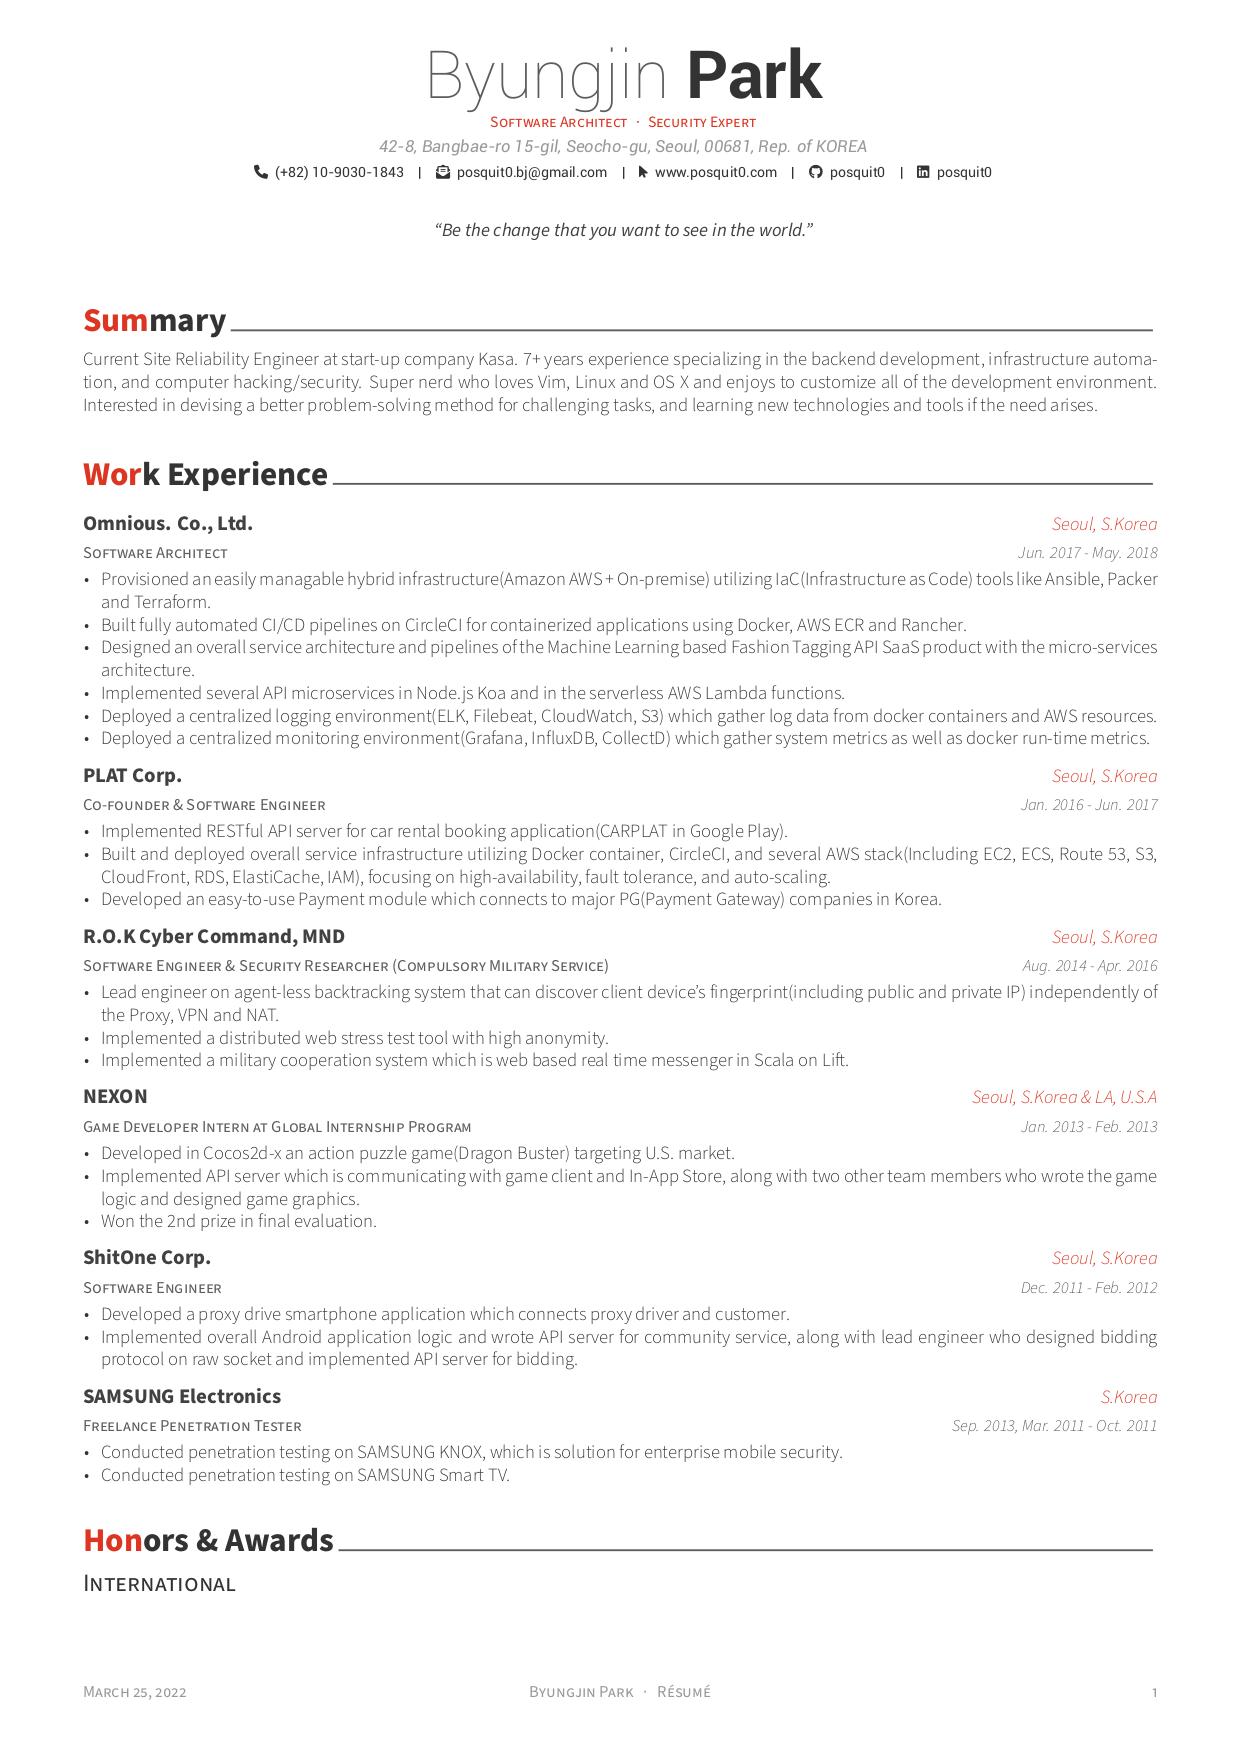 Byungjin Park
Software Architect · Security Expert
42-8, Bangbae-ro 15-gil, Seocho-gu, Seoul, 00681, Rep. of KOREA
(+82) 10-9030-1843 | posquit0.bj@gmail.com | www.posquit0.com | posquit0 | posquit0
“Be the change that you want to see in the world.”
Summary
Current Site Reliability Engineer at start-up company Kasa. 7+ years experience specializing in the backend development, infrastructure automa-
tion, and computer hacking/security. Super nerd who loves Vim, Linux and OS X and enjoys to customize all of the development environment.
Interested in devising a better problem-solving method for challenging tasks, and learning new technologies and tools if the need arises.
Work Experience
Omnious. Co., Ltd. Seoul, S.Korea
Software Architect Jun. 2017 - May. 2018
• Provisioned an easily managable hybrid infrastructure(Amazon AWS + On-premise) utilizing IaC(Infrastructure as Code) tools like Ansible, Packer
and Terraform.
• Built fully automated CI/CD pipelines on CircleCI for containerized applications using Docker, AWS ECR and Rancher.
• Designed an overall service architecture and pipelines of the Machine Learning based Fashion Tagging API SaaS product with the micro-services
architecture.
• Implemented several API microservices in Node.js Koa and in the serverless AWS Lambda functions.
• Deployed a centralized logging environment(ELK, Filebeat, CloudWatch, S3) which gather log data from docker containers and AWS resources.
• Deployed a centralized monitoring environment(Grafana, InfluxDB, CollectD) which gather system metrics as well as docker run-time metrics.
PLAT Corp. Seoul, S.Korea
Co-founder & Software Engineer Jan. 2016 - Jun. 2017
• Implemented RESTful API server for car rental booking application(CARPLAT in Google Play).
• Built and deployed overall service infrastructure utilizing Docker container, CircleCI, and several AWS stack(Including EC2, ECS, Route 53, S3,
CloudFront, RDS, ElastiCache, IAM), focusing on high-availability, fault tolerance, and auto-scaling.
• Developed an easy-to-use Payment module which connects to major PG(Payment Gateway) companies in Korea.
R.O.K Cyber Command, MND Seoul, S.Korea
Software Engineer & Security Researcher (Compulsory Military Service) Aug. 2014 - Apr. 2016
• Lead engineer on agent-less backtracking system that can discover client device’s fingerprint(including public and private IP) independently of
the Proxy, VPN and NAT.
• Implemented a distributed web stress test tool with high anonymity.
• Implemented a military cooperation system which is web based real time messenger in Scala on Lift.
NEXON Seoul, S.Korea & LA, U.S.A
Game Developer Intern at Global Internship Program Jan. 2013 - Feb. 2013
• Developed in Cocos2d-x an action puzzle game(Dragon Buster) targeting U.S. market.
• Implemented API server which is communicating with game client and In-App Store, along with two other team members who wrote the game
logic and designed game graphics.
• Won the 2nd prize in final evaluation.
ShitOne Corp. Seoul, S.Korea
Software Engineer Dec. 2011 - Feb. 2012
• Developed a proxy drive smartphone application which connects proxy driver and customer.
• Implemented overall Android application logic and wrote API server for community service, along with lead engineer who designed bidding
protocol on raw socket and implemented API server for bidding.
SAMSUNG Electronics S.Korea
Freelance Penetration Tester Sep. 2013, Mar. 2011 - Oct. 2011
• Conducted penetration testing on SAMSUNG KNOX, which is solution for enterprise mobile security.
• Conducted penetration testing on SAMSUNG Smart TV.
Honors & Awards
International
March 25, 2022 Byungjin Park · Résumé 1